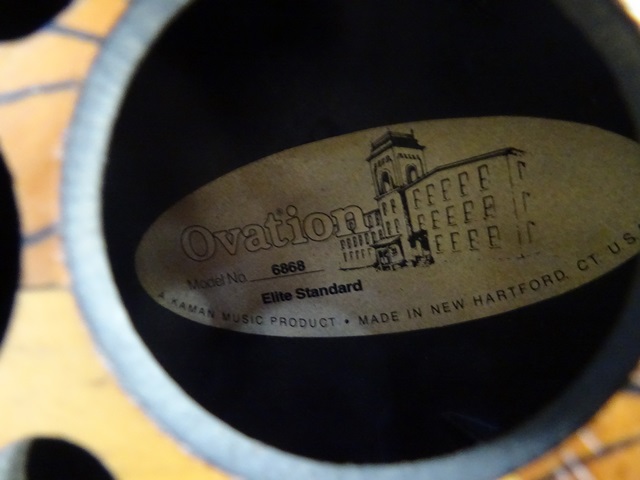 Ovation
Model No. 6868
Elite Standard
A KAMAN MUSIC PRODUCT • MADE IN NEW HARTFORD, CT. U.S.A.